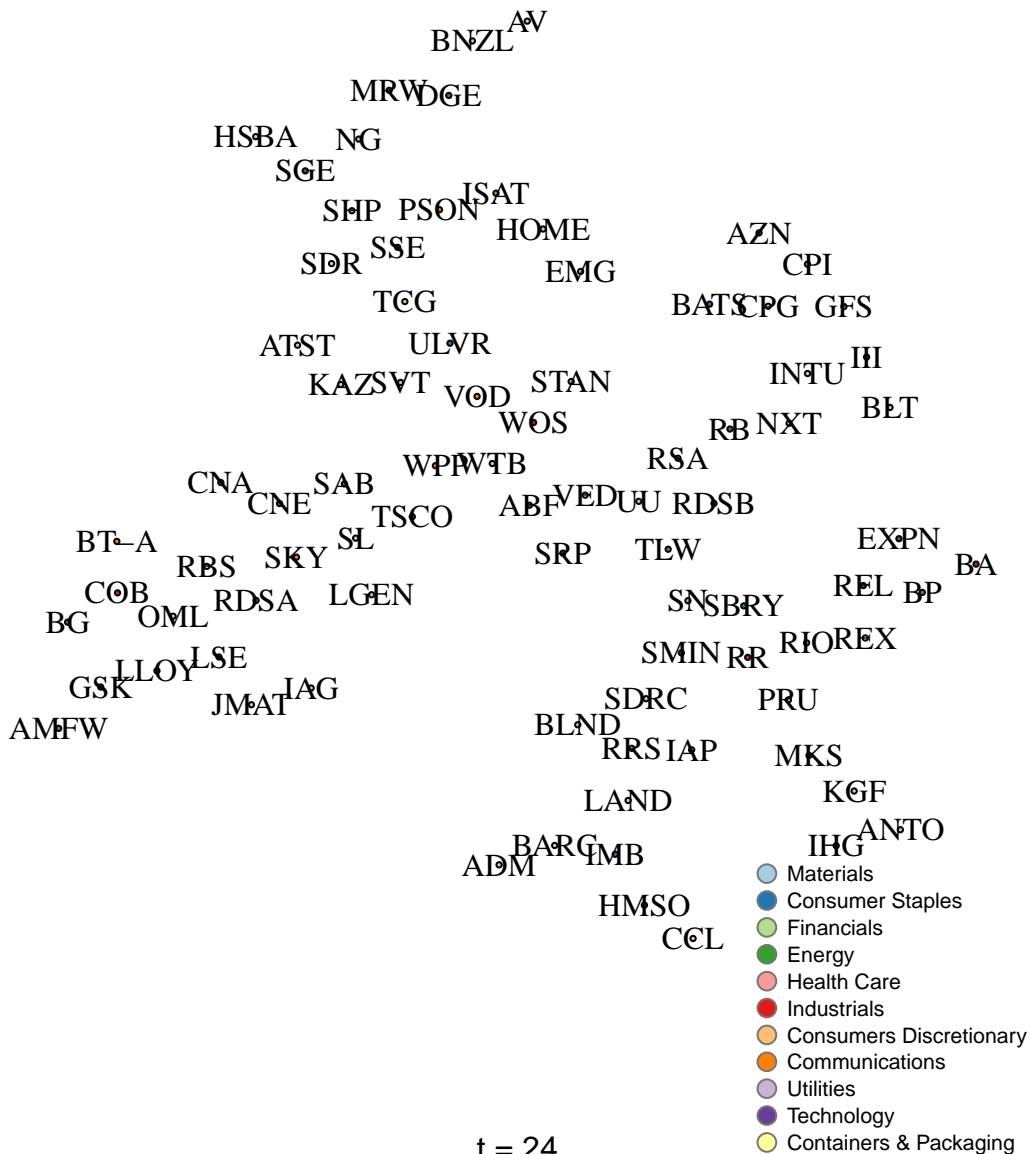 AV
BNZL
MRW DGE
HSBA NG
SGE
ISAT
SHP PSON
HOME AZN
SSE
SDR CPI
EMG
TCG BATS CPG GFS
ATST ULVR III
INTU
KAZ SVT STAN
VOD BLT
WOS RB NXT
WPP WTB RSA
CNA SAB
CNE ABF VED UU RDSB
TSCO
BT–A SL EXPN
SKY SRP TLW
RBS BA
COB RDSA LGEN SN SBRY REL BP
BG OML
RIO REX
LLOY LSE SMIN RR
GSK IAG
JMAT SDRC PRU
AMFW BLND
RRS IAP MKS
LAND KGF
ANTO
BARC IMB IHG
ADM
Materials
Consumer Staples
HMSO
Financials
CCL
Energy
Health Care
Industrials
Consumers Discretionary
Communications
Utilities
Technology
Containers & Packaging
t = 24